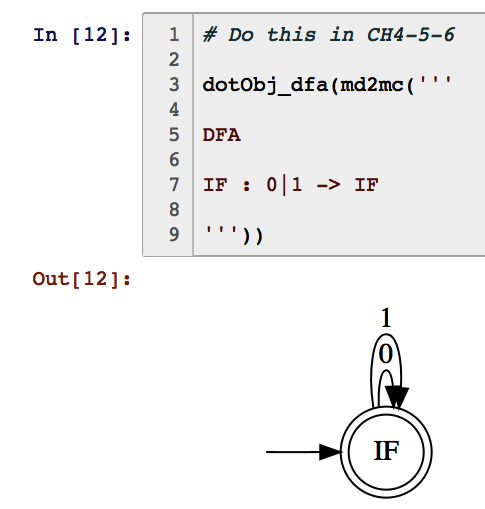 In [12]:
1 # Do this in CH4-5-6
2
3 dotObj_dfa(md2mc('''
4
5 DFA
6
7 IF : 0|1 -> IF
8
9 '''))
Out[12]:
1
0
IF